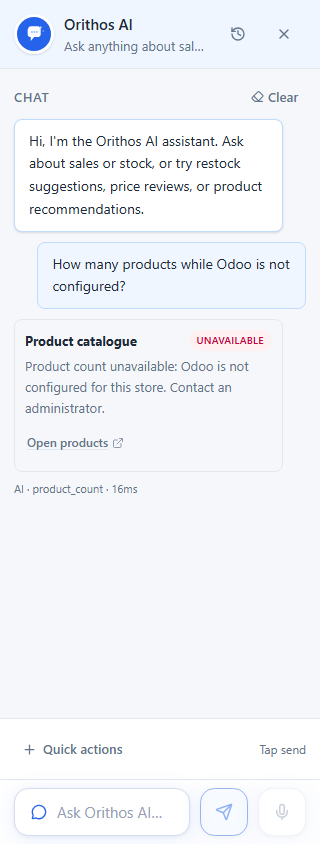 Orithos AI
Ask anything about sal...
CHAT
Clear
Hi, I'm the Orithos AI assistant. Ask
about sales or stock, or try restock
suggestions, price reviews, or product
recommendations.
How many products while Odoo is not
configured?
Product catalogue
UNAVAILABLE
Product count unavailable: Odoo is not
configured for this store. Contact an
administrator.
Open products
AI · product_count · 16ms
Quick actions
Tap send
Ask Orithos AI...